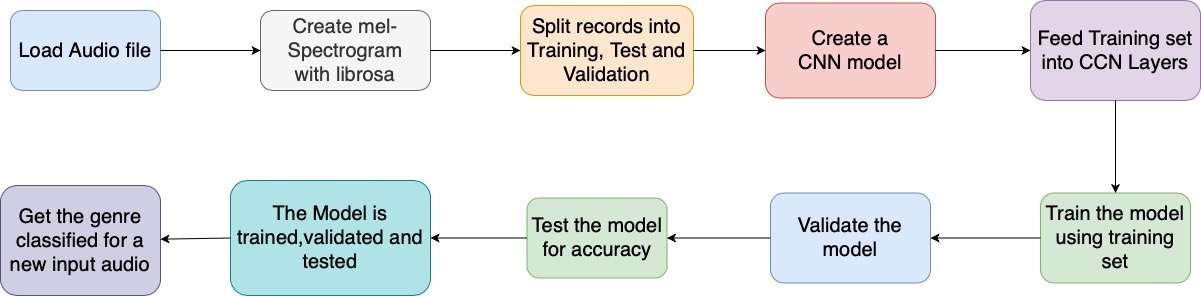 Load Audio file
Create mel-
Spectrogram
with librosa
Split records into
Training, Test and
Validation
Create a
CNN model
Feed Training set
into CCN Layers
Train the model
using training
set
Validate the
model
Test the model
for accuracy
The Model is
trained,validated and
tested
Get the genre
classified for a
new input audio